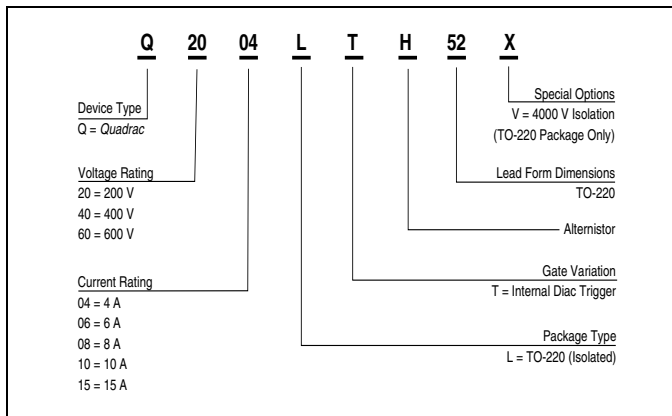 Q 20 04 L T H 52 X
Device Type
Q = Quadrac
Voltage Rating
20 = 200 V
40 = 400 V
60 = 600 V
Current Rating
04 = 4 A
06 = 6 A
08 = 8 A
10 = 10 A
15 = 15 A
Special Options
V = 4000 V Isolation
(TO-220 Package Only)
Lead Form Dimensions
TO-220
Alternistor
Gate Variation
T = Internal Diac Trigger
Package Type
L = TO-220 (Isolated)